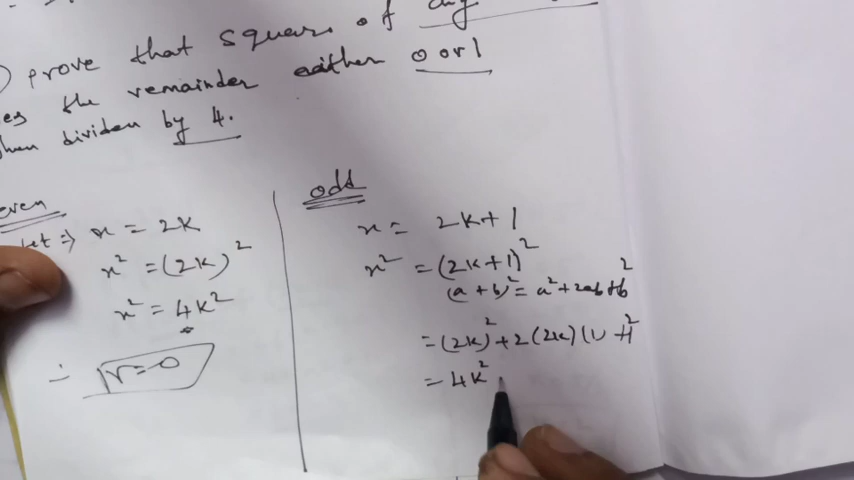 prove that square of any
the remainder either 0 or 1
when dividen by 4.
even
Let ⇒ x = 2K
x² = (2K)²
x² = 4K²
∴ r=0
odd
x = 2K+1
x² = (2K+1)²
(a+b)² = a²+2ab+b²
= (2K)²+2(2K)(1)+1²
= 4K²